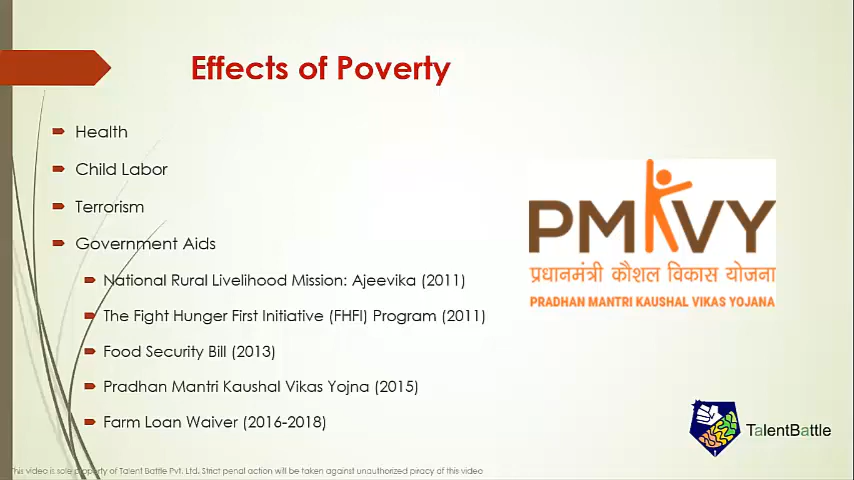 Effects of Poverty
Health
Child Labor
Terrorism
Government Aids
National Rural Livelihood Mission: Ajeevika (2011)
The Fight Hunger First Initiative (FHFI) Program (2011)
Food Security Bill (2013)
Pradhan Mantri Kaushal Vikas Yojna (2015)
Farm Loan Waiver (2016-2018)
PMKVY
प्रधानमंत्री कौशल विकास योजना
PRADHAN MANTRI KAUSHAL VIKAS YOJANA
TalentBattle
This video is sole property of Talent Battle Pvt. Ltd. Strict penal action will be taken against unauthorized piracy of this video